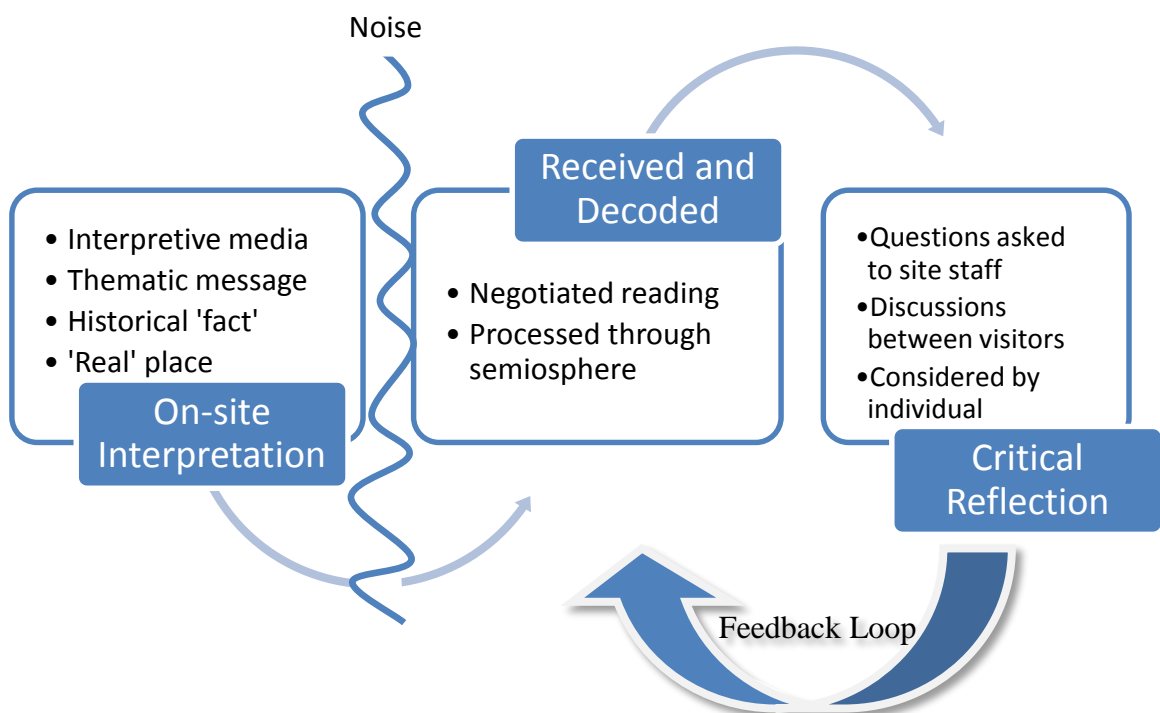 Noise
• Interpretive media
• Thematic message
• Historical 'fact'
• 'Real' place
On-site
Interpretation
Received and
Decoded
• Negotiated reading
• Processed through
semiosphere
•Questions asked
to site staff
•Discussions
between visitors
•Considered by
individual
Critical
Reflection
Feedback Loop